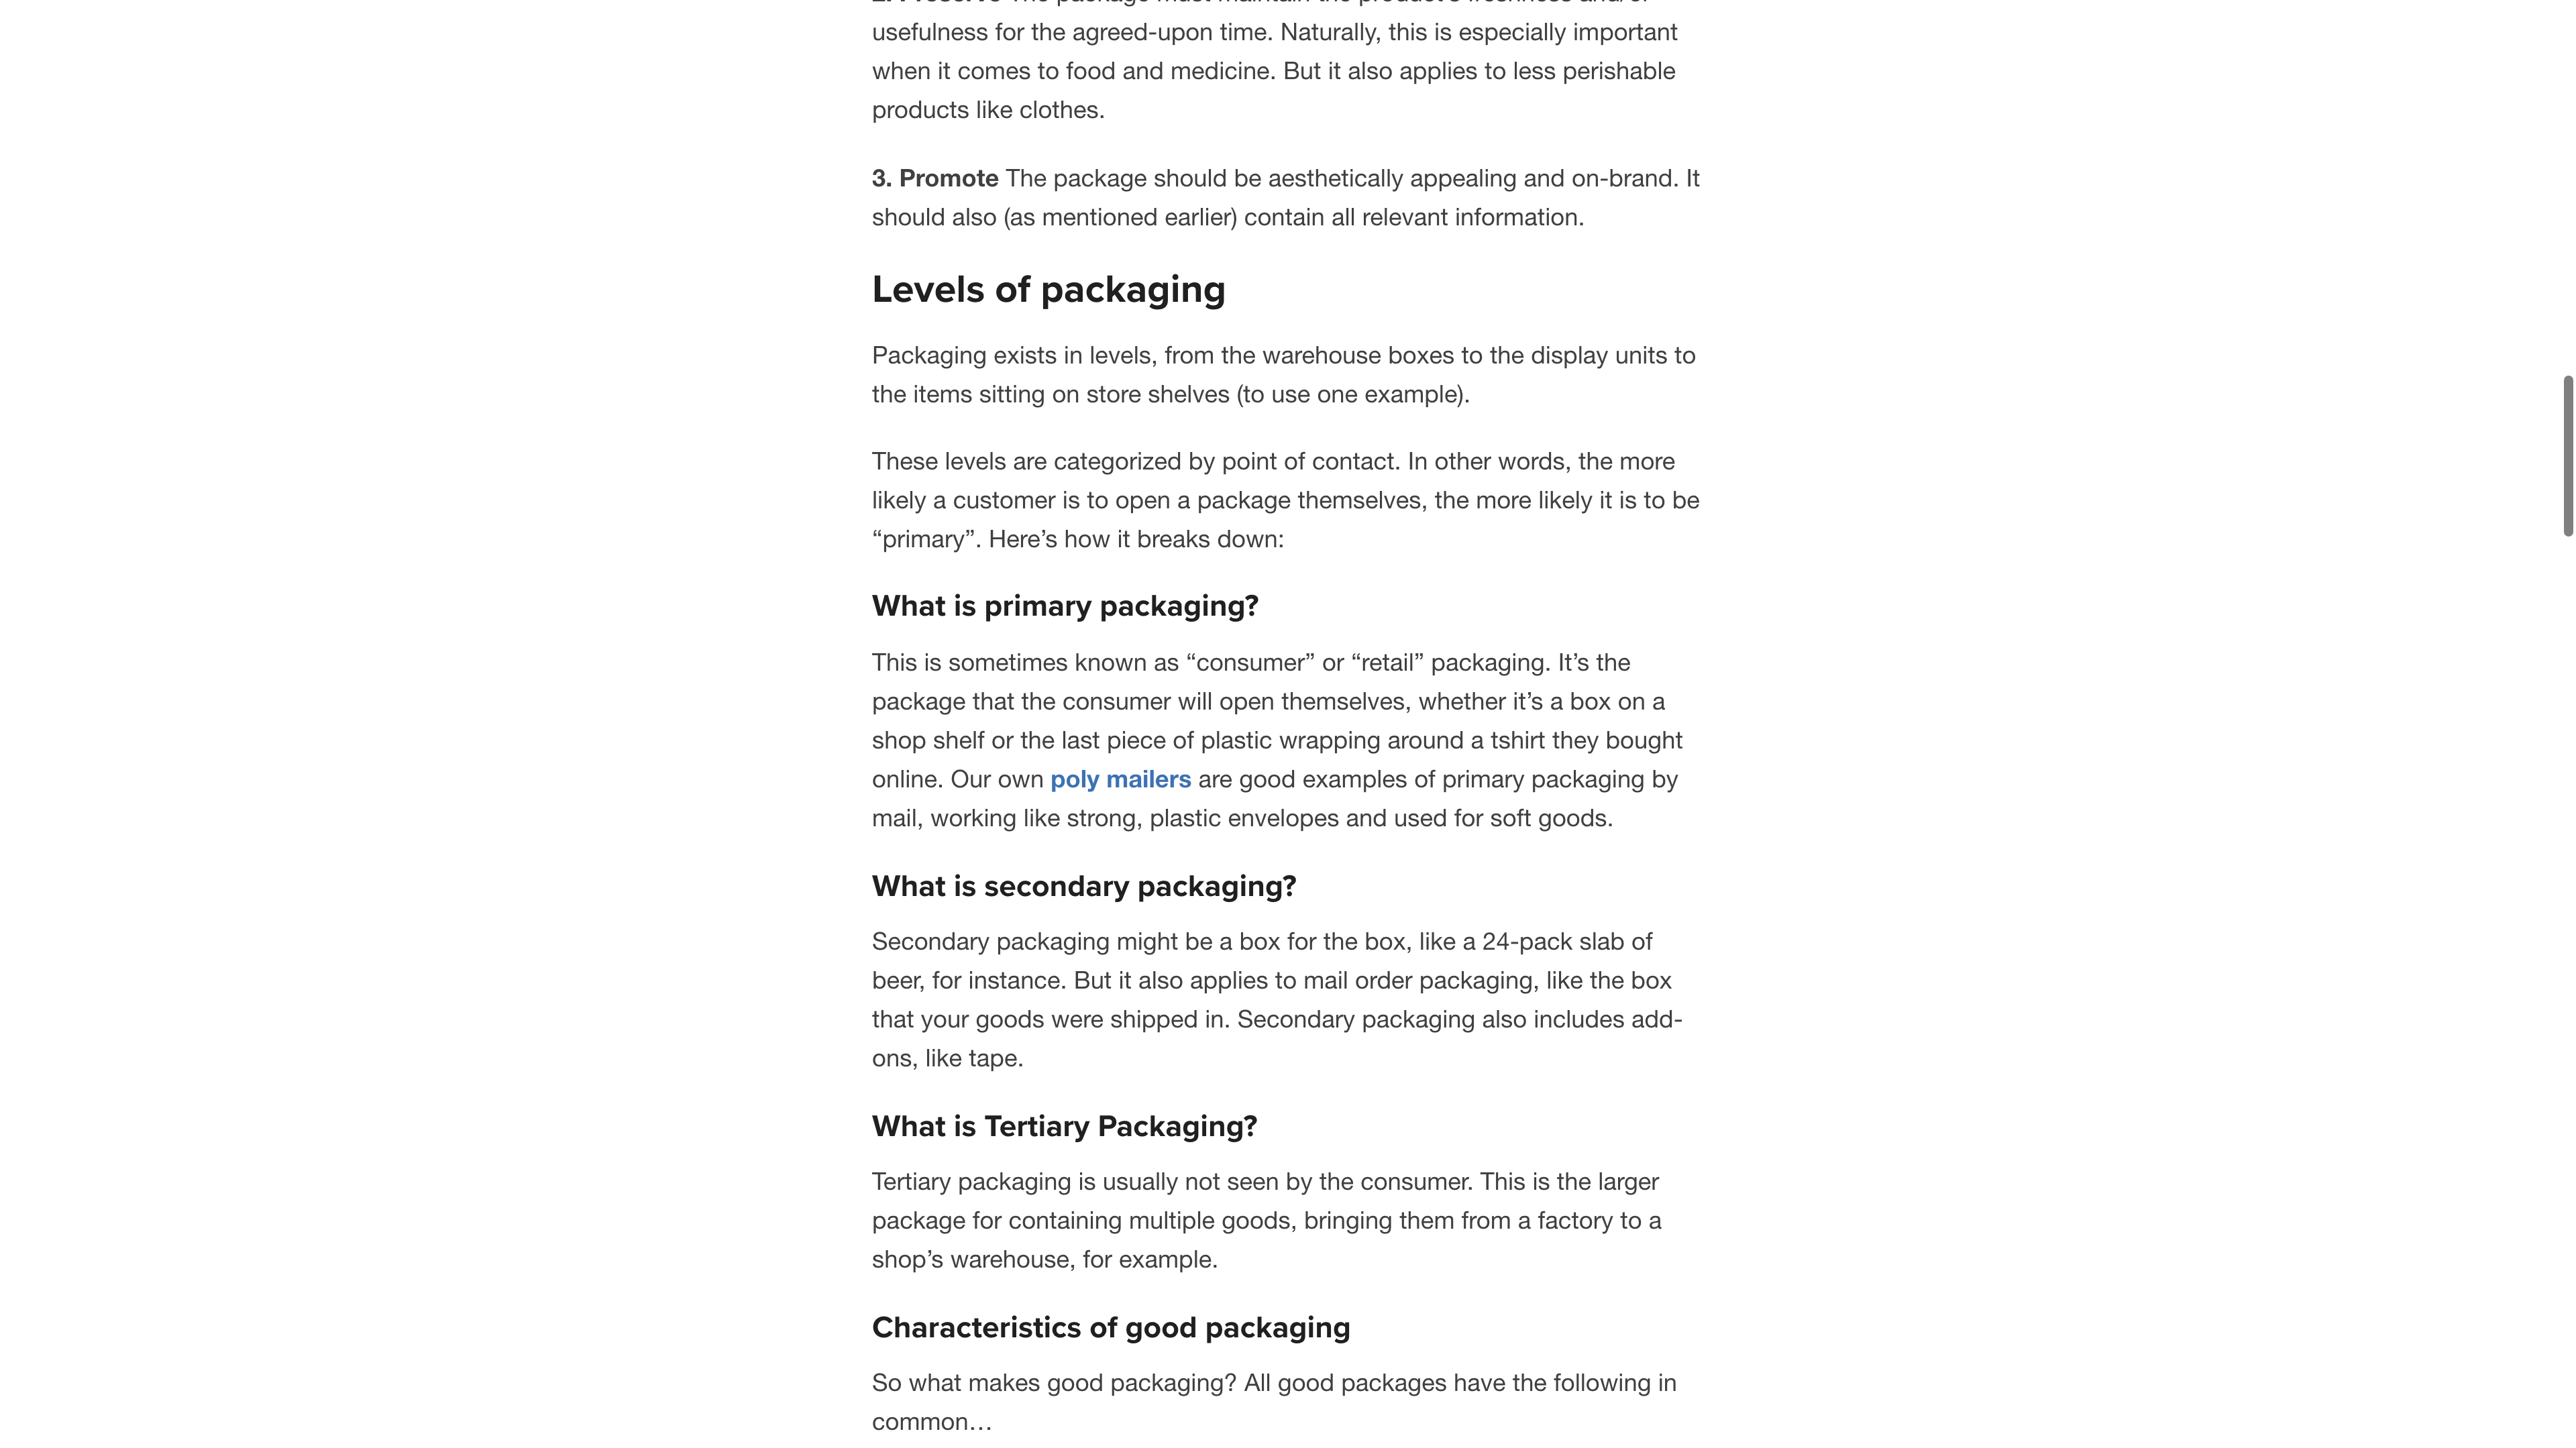 2. Preserve The package must maintain the product's freshness and/or
usefulness for the agreed-upon time. Naturally, this is especially important
when it comes to food and medicine. But it also applies to less perishable
products like clothes.
3. Promote The package should be aesthetically appealing and on-brand. It
should also (as mentioned earlier) contain all relevant information.
Levels of packaging
Packaging exists in levels, from the warehouse boxes to the display units to
the items sitting on store shelves (to use one example).
These levels are categorized by point of contact. In other words, the more
likely a customer is to open a package themselves, the more likely it is to be
“primary”. Here’s how it breaks down:
What is primary packaging?
This is sometimes known as “consumer” or “retail” packaging. It’s the
package that the consumer will open themselves, whether it’s a box on a
shop shelf or the last piece of plastic wrapping around a tshirt they bought
online. Our own poly mailers are good examples of primary packaging by
mail, working like strong, plastic envelopes and used for soft goods.
What is secondary packaging?
Secondary packaging might be a box for the box, like a 24-pack slab of
beer, for instance. But it also applies to mail order packaging, like the box
that your goods were shipped in. Secondary packaging also includes add-
ons, like tape.
What is Tertiary Packaging?
Tertiary packaging is usually not seen by the consumer. This is the larger
package for containing multiple goods, bringing them from a factory to a
shop’s warehouse, for example.
Characteristics of good packaging
So what makes good packaging? All good packages have the following in
common…